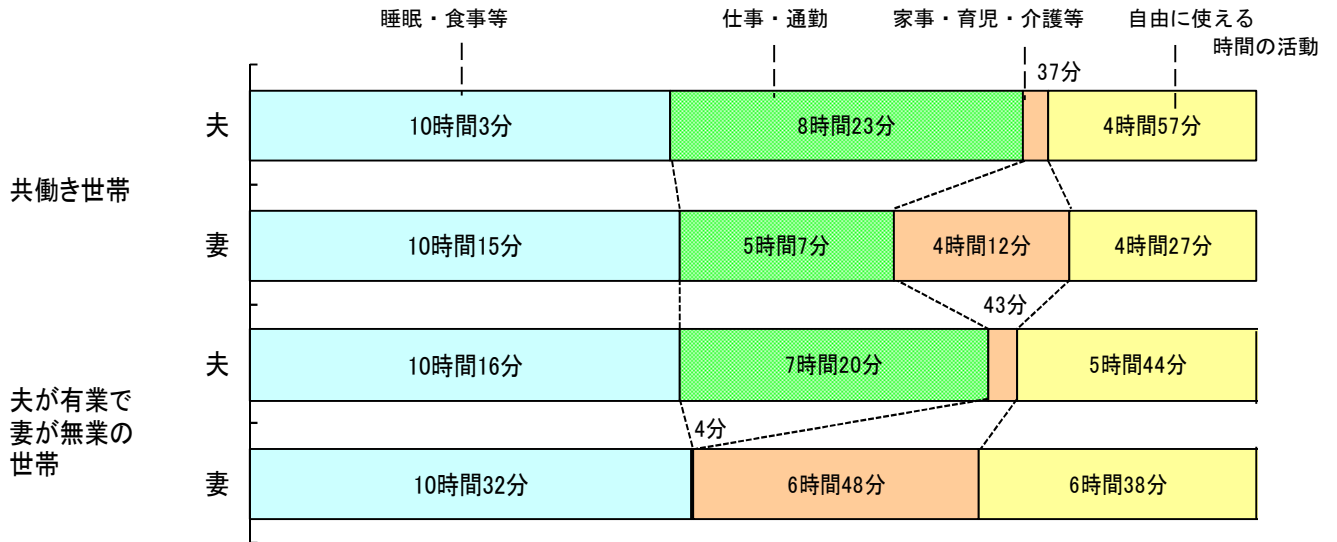 睡眠・食事等
仕事・通勤
家事・育児・介護等
自由に使える
時間の活動
37分
共働き世帯
夫
10時間3分
8時間23分
4時間57分
妻
10時間15分
5時間7分
4時間12分
4時間27分
43分
夫が有業で
妻が無業の
世帯
夫
10時間16分
7時間20分
5時間44分
4分
妻
10時間32分
6時間48分
6時間38分